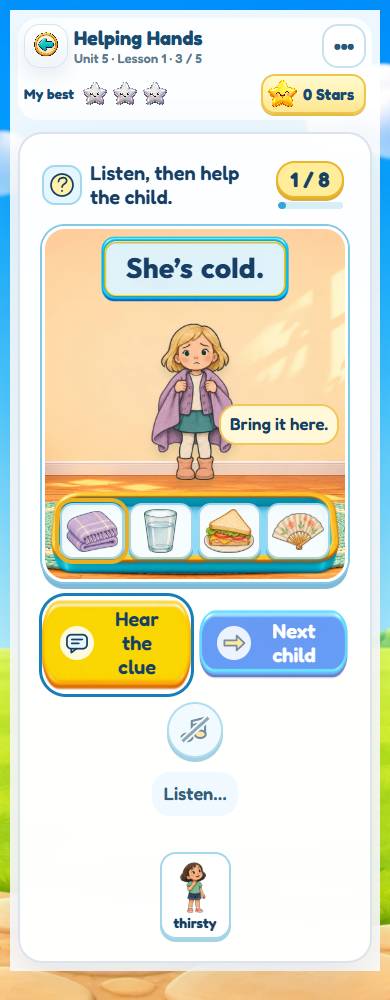 Helping Hands
Unit 5 · Lesson 1 · 3 / 5
My best
0 Stars
Listen, then help
the child.
1 / 8
She's cold.
Bring it here.
Hear
the
clue
Next
child
Listen...
thirsty